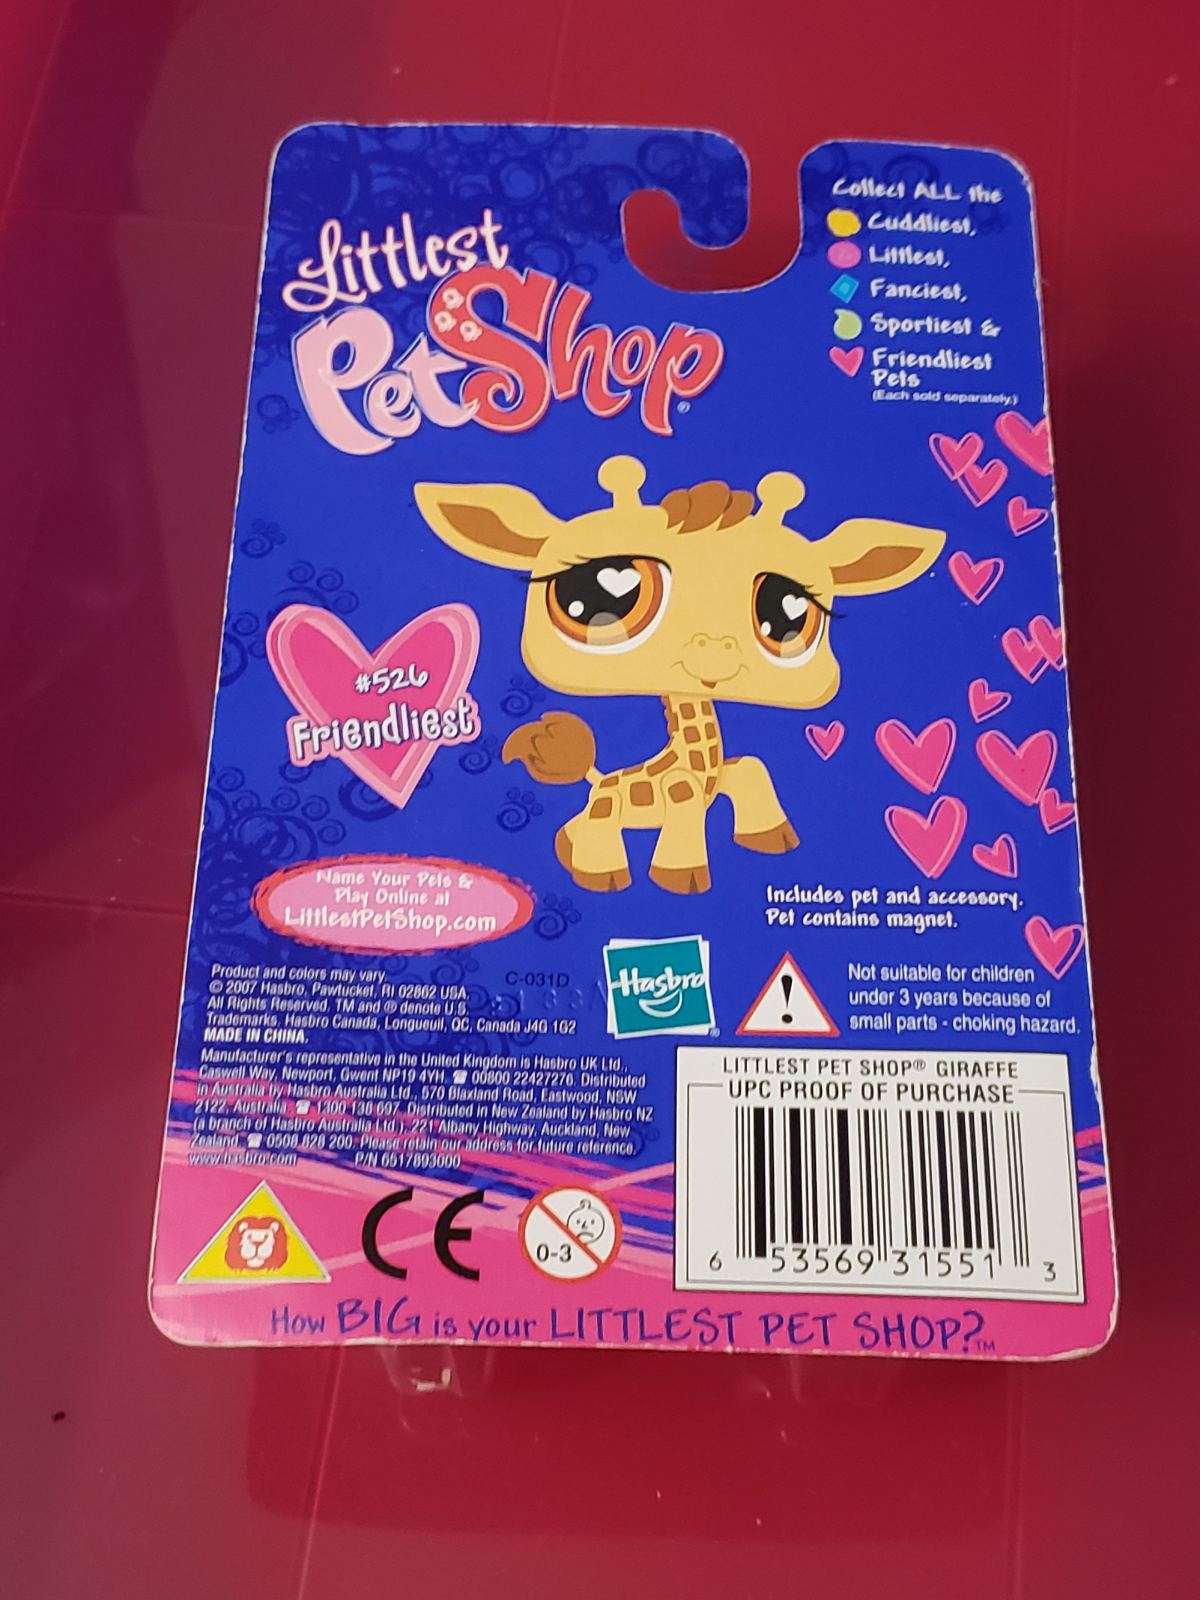 Littlest
PetShop®
Collect ALL the
Cuddliest,
Littlest,
Fanciest,
Sportiest &
Friendliest
Pets
(Each sold separately.)
#526
Friendliest
Name Your Pets &
Play Online at
LittlestPetShop.com
Includes pet and accessory.
Pet contains magnet.
Product and colors may vary
© 2007 Hasbro, Pawtucket, RI 02862 USA.
All Rights Reserved. TM and ® denote U.S.
Trademarks. Hasbro Canada, Longueuil, QC, Canada J4G 1G2
MADE IN CHINA.
C-031D
Hasbro®
!
Not suitable for children
under 3 years because of
small parts - choking hazard.
Manufacturer's representative in the United Kingdom is Hasbro UK Ltd.,
Caswell Way, Newport, Gwent NP19 4YH. ☎ 00800 22427276. Distributed
in Australia by Hasbro Australia Ltd., 570 Blaxland Road, Eastwood, NSW
2122, Australia. ☎ 1300 138 697. Distributed in New Zealand by Hasbro NZ
(a branch of Hasbro Australia Ltd.), 221 Albany Highway, Auckland, New
Zealand. ☎ 0508 828 200. Please retain our address for future reference.
www.hasbro.com P/N 6517893000
LITTLEST PET SHOP® GIRAFFE
UPC PROOF OF PURCHASE
6 53569 31551 3
CE
0-3
How BIG is your LITTLEST PET SHOP?™